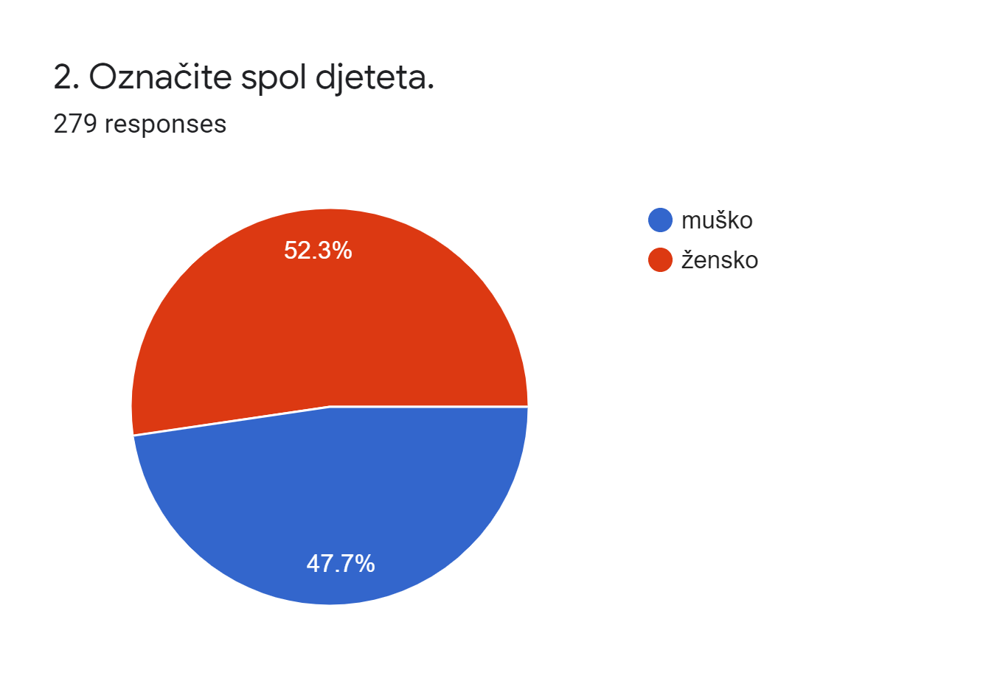 2. Označite spol djeteta.
279 responses
muško
žensko
52.3%
47.7%